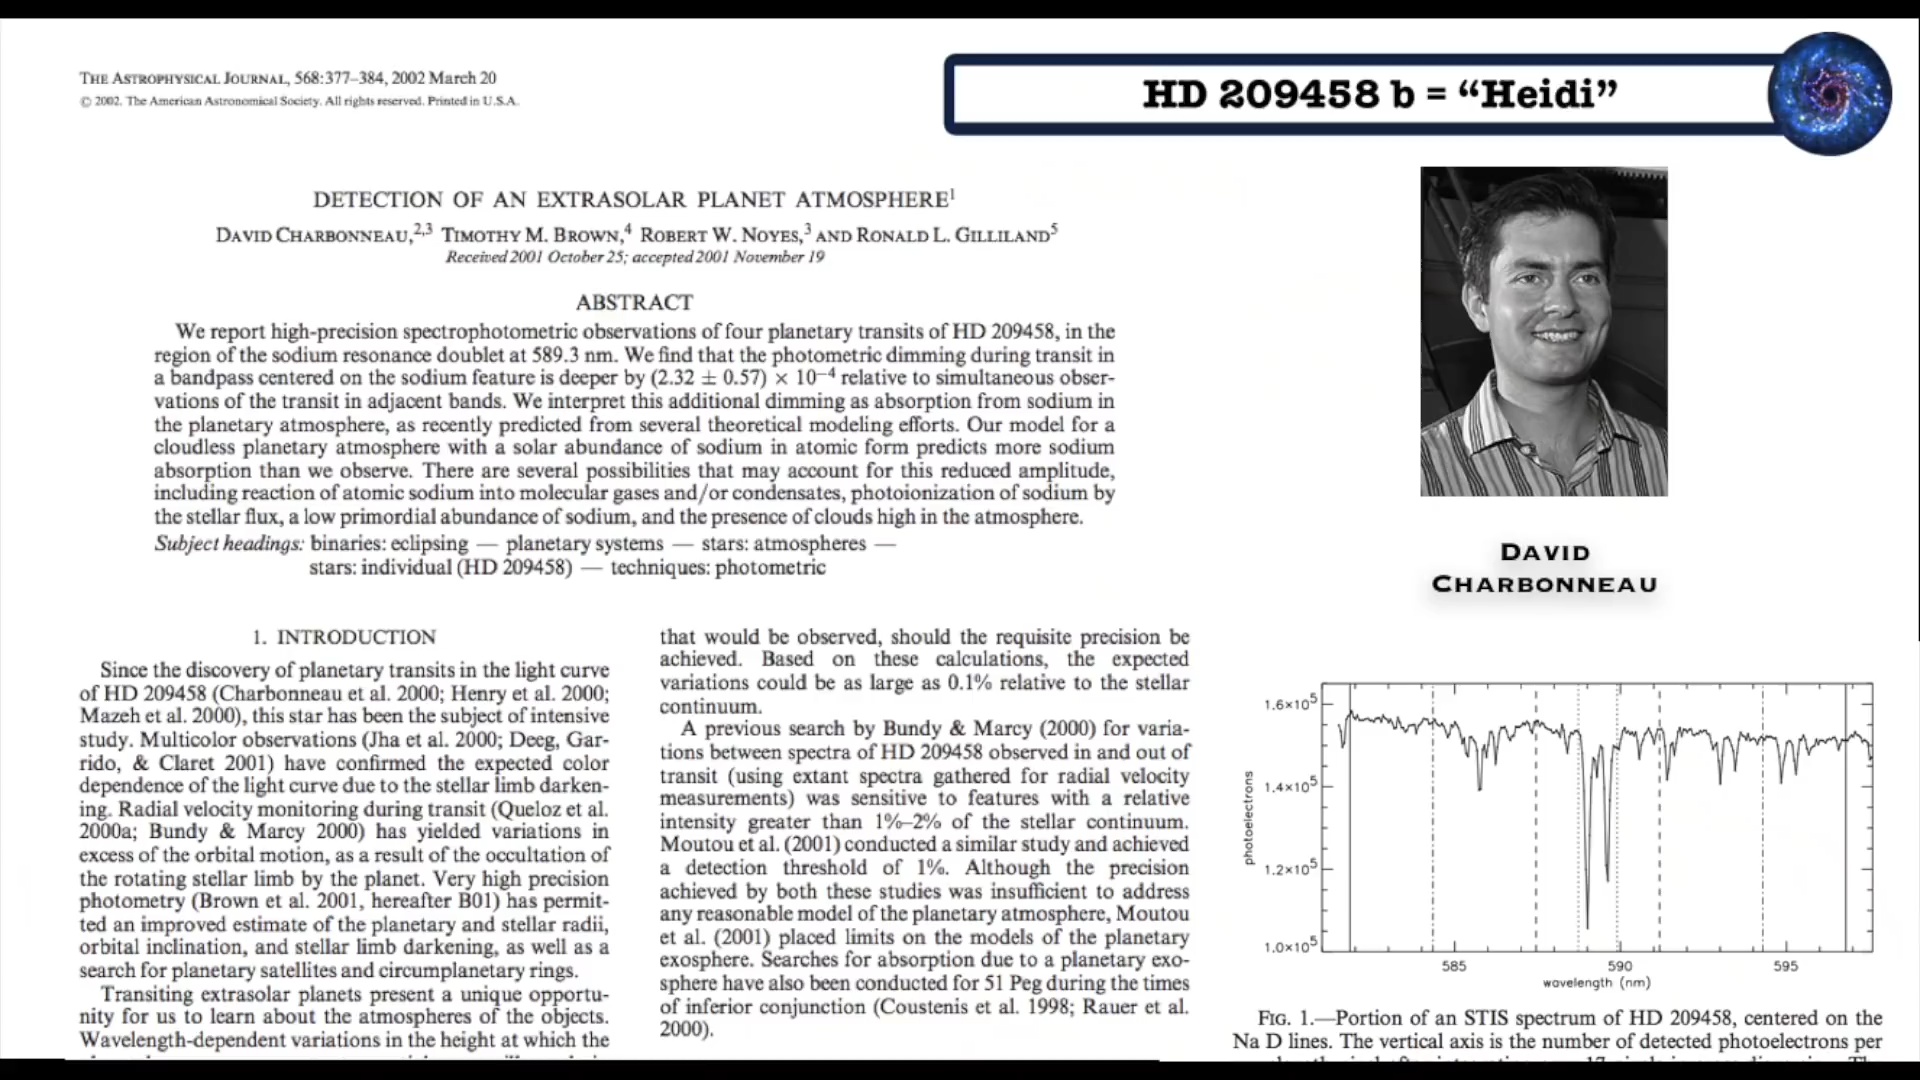 THE ASTROPHYSICAL JOURNAL, 568:377–384, 2002 March 20
© 2002. The American Astronomical Society. All rights reserved. Printed in U.S.A.
HD 209458 b = “Heidi”
DETECTION OF AN EXTRASOLAR PLANET ATMOSPHERE¹
DAVID CHARBONNEAU,²,³ TIMOTHY M. BROWN,⁴ ROBERT W. NOYES,³ AND RONALD L. GILLILAND⁵
Received 2001 October 25; accepted 2001 November 19
ABSTRACT
We report high-precision spectrophotometric observations of four planetary transits of HD 209458, in the
region of the sodium resonance doublet at 589.3 nm. We find that the photometric dimming during transit in
a bandpass centered on the sodium feature is deeper by (2.32 ± 0.57) × 10⁻⁴ relative to simultaneous obser-
vations of the transit in adjacent bands. We interpret this additional dimming as absorption from sodium in
the planetary atmosphere, as recently predicted from several theoretical modeling efforts. Our model for a
cloudless planetary atmosphere with a solar abundance of sodium in atomic form predicts more sodium
absorption than we observe. There are several possibilities that may account for this reduced amplitude,
including reaction of atomic sodium into molecular gases and/or condensates, photoionization of sodium by
the stellar flux, a low primordial abundance of sodium, and the presence of clouds high in the atmosphere.
Subject headings: binaries: eclipsing — planetary systems — stars: atmospheres —
stars: individual (HD 209458) — techniques: photometric
1. INTRODUCTION
Since the discovery of planetary transits in the light curve
of HD 209458 (Charbonneau et al. 2000; Henry et al. 2000;
Mazeh et al. 2000), this star has been the subject of intensive
study. Multicolor observations (Jha et al. 2000; Deeg, Gar-
rido, & Claret 2001) have confirmed the expected color
dependence of the light curve due to the stellar limb darken-
ing. Radial velocity monitoring during transit (Queloz et al.
2000a; Bundy & Marcy 2000) has yielded variations in
excess of the orbital motion, as a result of the occultation of
the rotating stellar limb by the planet. Very high precision
photometry (Brown et al. 2001, hereafter B01) has permit-
ted an improved estimate of the planetary and stellar radii,
orbital inclination, and stellar limb darkening, as well as a
search for planetary satellites and circumplanetary rings.
Transiting extrasolar planets present a unique opportu-
nity for us to learn about the atmospheres of the objects.
Wavelength-dependent variations in the height at which the
that would be observed, should the requisite precision be
achieved. Based on these calculations, the expected
variations could be as large as 0.1% relative to the stellar
continuum.
A previous search by Bundy & Marcy (2000) for varia-
tions between spectra of HD 209458 observed in and out of
transit (using extant spectra gathered for radial velocity
measurements) was sensitive to features with a relative
intensity greater than 1%–2% of the stellar continuum.
Moutou et al. (2001) conducted a similar study and achieved
a detection threshold of 1%. Although the precision
achieved by both these studies was insufficient to address
any reasonable model of the planetary atmosphere, Moutou
et al. (2001) placed limits on the models of the planetary
exosphere. Searches for absorption due to a planetary exo-
sphere have also been conducted for 51 Peg during the times
of inferior conjunction (Coustenis et al. 1998; Rauer et al.
2000).
DAVID
CHARBONNEAU
1.6×10⁵
1.4×10⁵
1.2×10⁵
1.0×10⁵
photoelectrons
585 590 595
wavelength (nm)
FIG. 1.—Portion of an STIS spectrum of HD 209458, centered on the
Na D lines. The vertical axis is the number of detected photoelectrons per